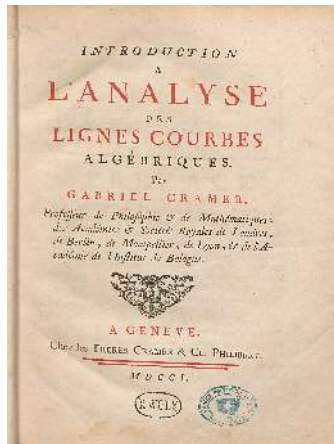 INTRODUCTION
A
L'ANALYSE
DES
LIGNES COURBES
ALGÉBRIQUES.
Par
GABRIEL CRAMER,
Professeur de Philosophie & de Mathématiques;
des Académies & Sociétés Royales de Londres,
de Berlin, de Montpellier, de Lyon, & de l'Ac-
cadémie de l'Institut de Bologne.
A GENEVE,
Chez les FRERES CRAMER & CL. PHILIBERT.
MDCCL.